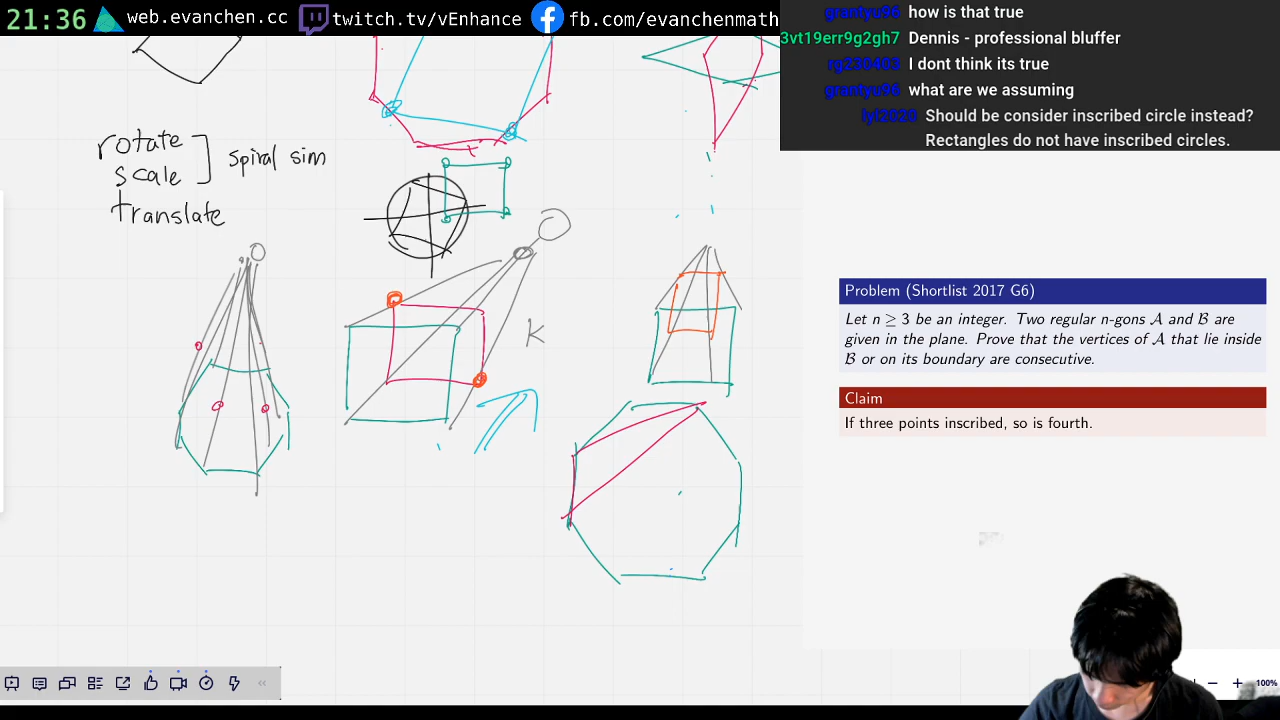 21:36 web.evanchen.cc twitch.tv/vEnhance fb.com/evanchenmath
grantyu96 how is that true
3vt19err9g2gh7 Dennis - professional bluffer
rg230403 I dont think its true
grantyu96 what are we assuming
lyl2020 Should be consider inscribed circle instead?
Rectangles do not have inscribed circles.
rotate
scale
spiral sim
translate
K
Problem (Shortlist 2017 G6)
Let n ≥ 3 be an integer. Two regular n-gons 𝒜 and ℬ are
given in the plane. Prove that the vertices of 𝒜 that lie inside
ℬ or on its boundary are consecutive.
Claim
If three points inscribed, so is fourth.
100%